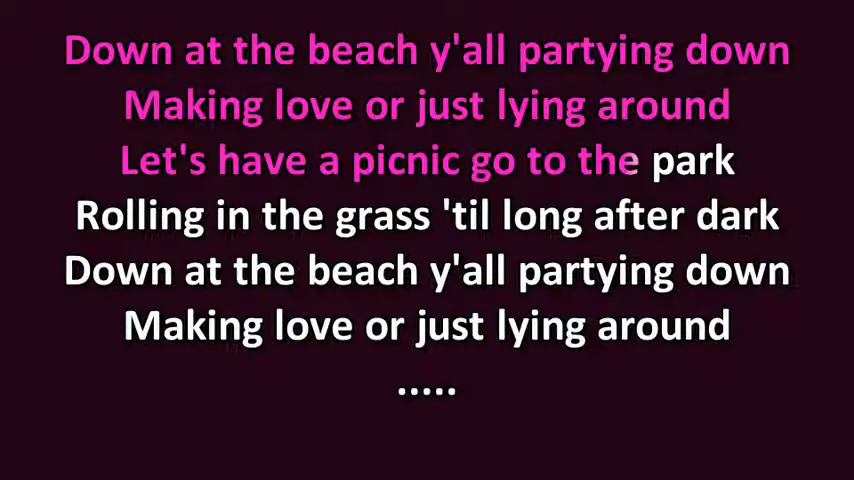 Down at the beach y'all partying down
Making love or just lying around
Let's have a picnic go to the park
Rolling in the grass 'til long after dark
Down at the beach y'all partying down
Making love or just lying around
.....